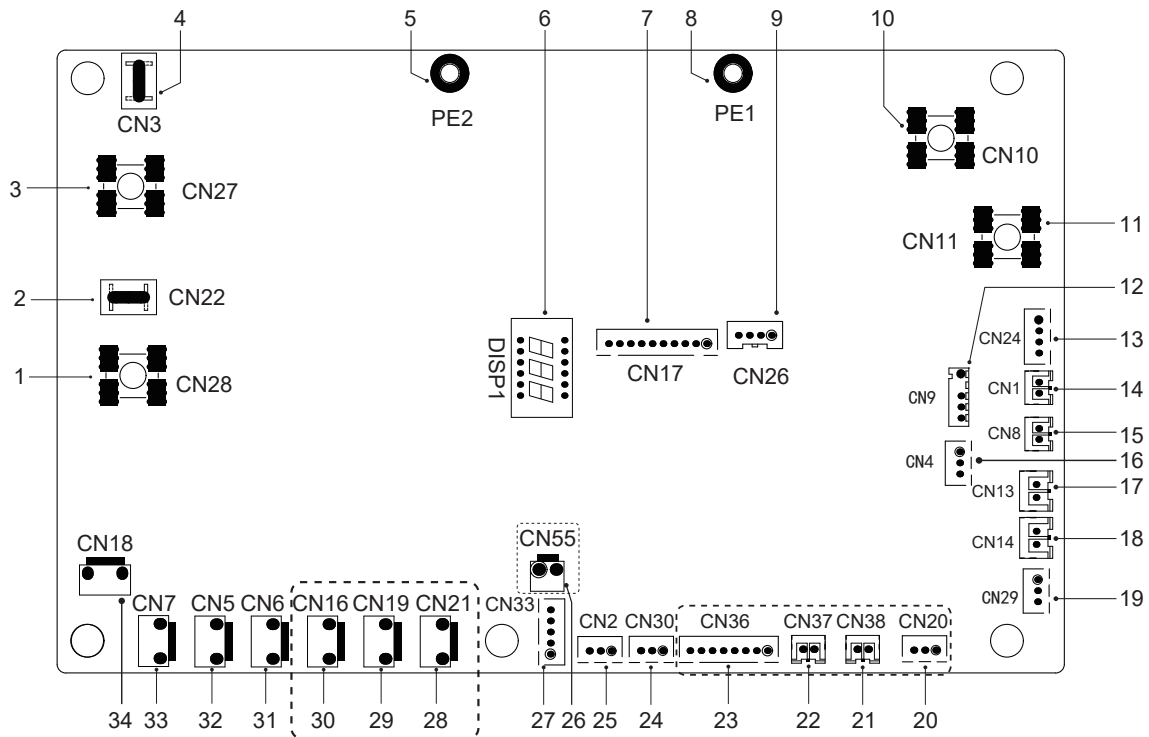 4 5 6 7 8 9 10
CN3 PE2 PE1
CN10
3 CN27
CN11 11
2 CN22
12
CN24 13
DISP1 CN17 CN26
1 CN28
CN1 14
CN9
CN8 15
CN4 16
CN13 17
CN18 CN55 CN14 18
CN29 19
CN7 CN5 CN6 CN16 CN19 CN21 CN33 CN2 CN30 CN36 CN37 CN38 CN20
34 33 32 31 30 29 28 27 26 25 24 23 22 21 20